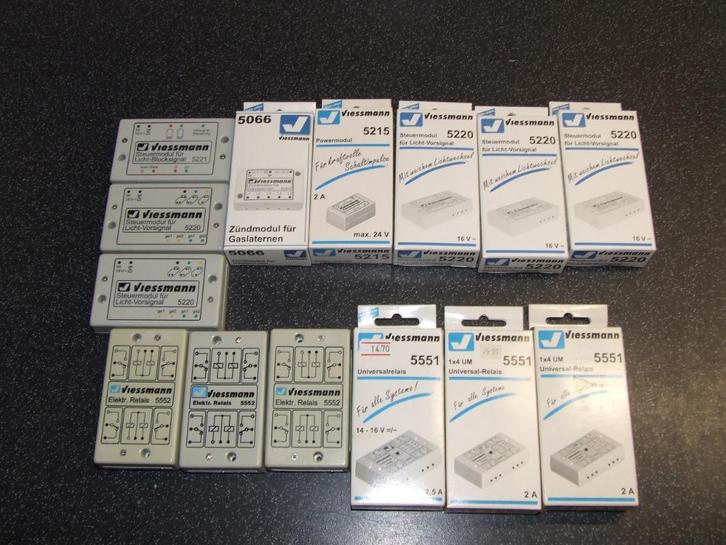 Steuermodul für
Licht-Blocksignal 5221
Viessmann
Steuermodul für
Licht-Vorsignal 5220
Viessmann
Steuermodul für
Licht-Vorsignal 5220
5066
Viessmann
Zündmodul für
Gaslaternen
5066
Zündmodul für
Viessmann
5215
Powermodul
Für kraftvolle
Schaltimpulse
2 A
max. 24 V
5215
Viessmann
Steuermodul 5220
für Licht-Vorsignal
Mit weichem Lichtwechsel
16 V ~
5220
Viessmann
Steuermodul 5220
für Licht-Vorsignal
Mit weichem Lichtwechsel
16 V ~
5220
Viessmann
Steuermodul 5220
für Licht-Vorsignal
Mit weichem Lichtwechsel
16 V ~
5220
Viessmann
Elektr. Relais 5552
Viessmann
Elektr. Relais 5552
Viessmann
Elektr. Relais 5552
Viessmann
14.70
5551
Universalrelais
Für alle Systeme!
14 - 16 V =/~
2,5 A
Viessmann
1x4 UM
5551
Universal-Relais
Für alle Systeme
2 A
Viessmann
1x4 UM
5551
Universal-Relais
Für alle Systeme
2 A